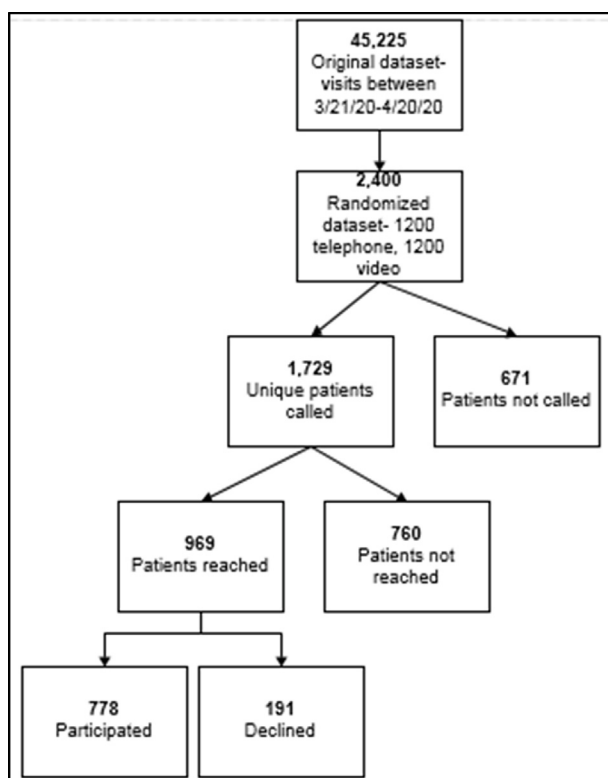 45,225
Original dataset-
visits between
3/21/20-4/20/20
2,400
Randomized
dataset- 1200
telephone, 1200
video
1,729
Unique patients
called
671
Patients not called
969
Patients reached
760
Patients not
reached
778
Participated
191
Declined